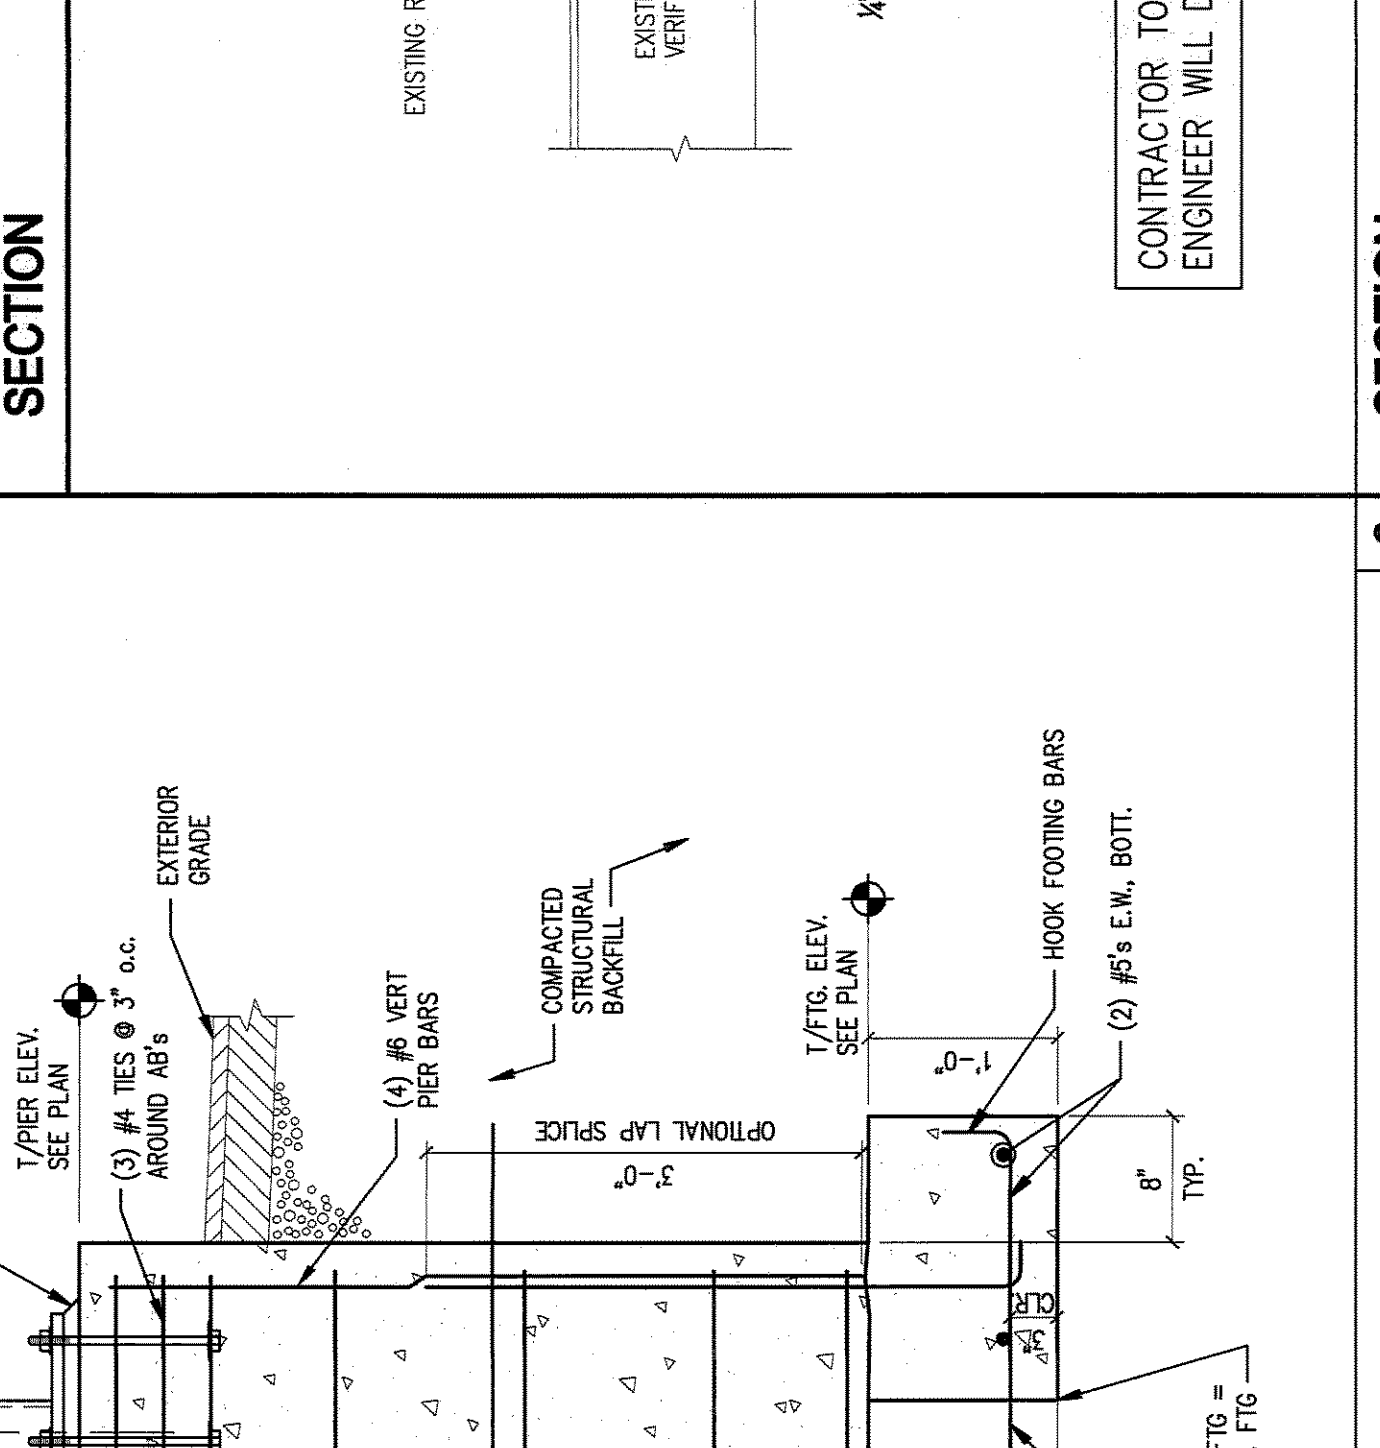 SECTION
EXISTING R
EXIST
VERIF
CONTRACTOR TO
ENGINEER WILL D
T/PIER ELEV.
SEE PLAN
(3) #4 TIES @ 3" o.c.
AROUND AB's
EXTERIOR
GRADE
(4) #6 VERT
PIER BARS
COMPACTED
STRUCTURAL
BACKFILL
OPTIONAL LAP SPLICE
3'-0"
T/FTG. ELEV.
SEE PLAN
1'-0"
HOOK FOOTING BARS
(2) #5's E.W., BOTT.
8"
TYP.
3"
CLR.
FTG =
FTG